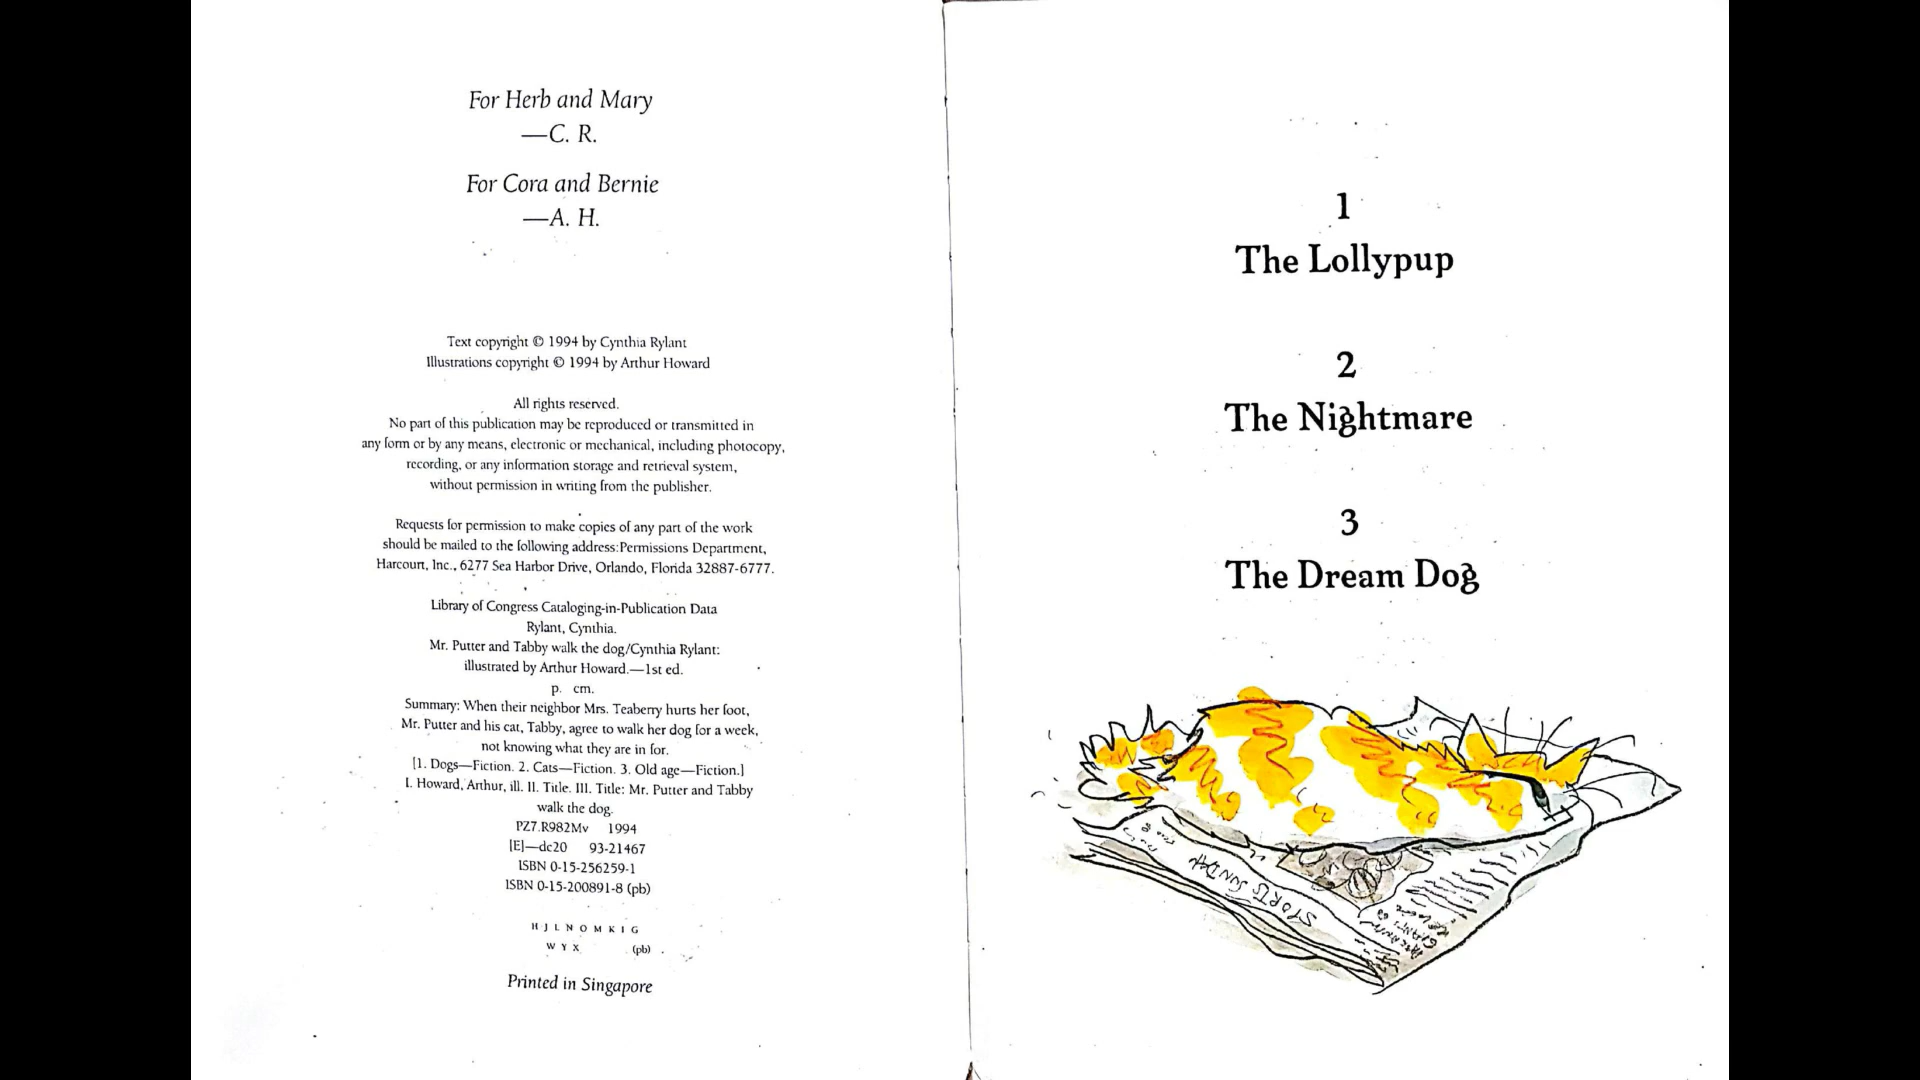 For Herb and Mary
—C. R.
For Cora and Bernie
—A. H.
Text copyright © 1994 by Cynthia Rylant
Illustrations copyright © 1994 by Arthur Howard
All rights reserved.
No part of this publication may be reproduced or transmitted in
any form or by any means, electronic or mechanical, including photocopy,
recording, or any information storage and retrieval system,
without permission in writing from the publisher.
Requests for permission to make copies of any part of the work
should be mailed to the following address:Permissions Department,
Harcourt, Inc., 6277 Sea Harbor Drive, Orlando, Florida 32887-6777.
Library of Congress Cataloging-in-Publication Data
Rylant, Cynthia.
Mr. Putter and Tabby walk the dog/Cynthia Rylant:
illustrated by Arthur Howard.—1st ed.
p. cm.
Summary: When their neighbor Mrs. Teaberry hurts her foot,
Mr. Putter and his cat, Tabby, agree to walk her dog for a week,
not knowing what they are in for.
[1. Dogs—Fiction. 2. Cats—Fiction. 3. Old age—Fiction.]
I. Howard, Arthur, ill. II. Title. III. Title: Mr. Putter and Tabby
walk the dog.
PZ7.R982Mv 1994
[E]—dc20 93-21467
ISBN 0-15-256259-1
ISBN 0-15-200891-8 (pb)
H J L N O M K I G
W Y X (pb)
Printed in Singapore
1
The Lollypup
2
The Nightmare
3
The Dream Dog
SPORTS SUNDAY